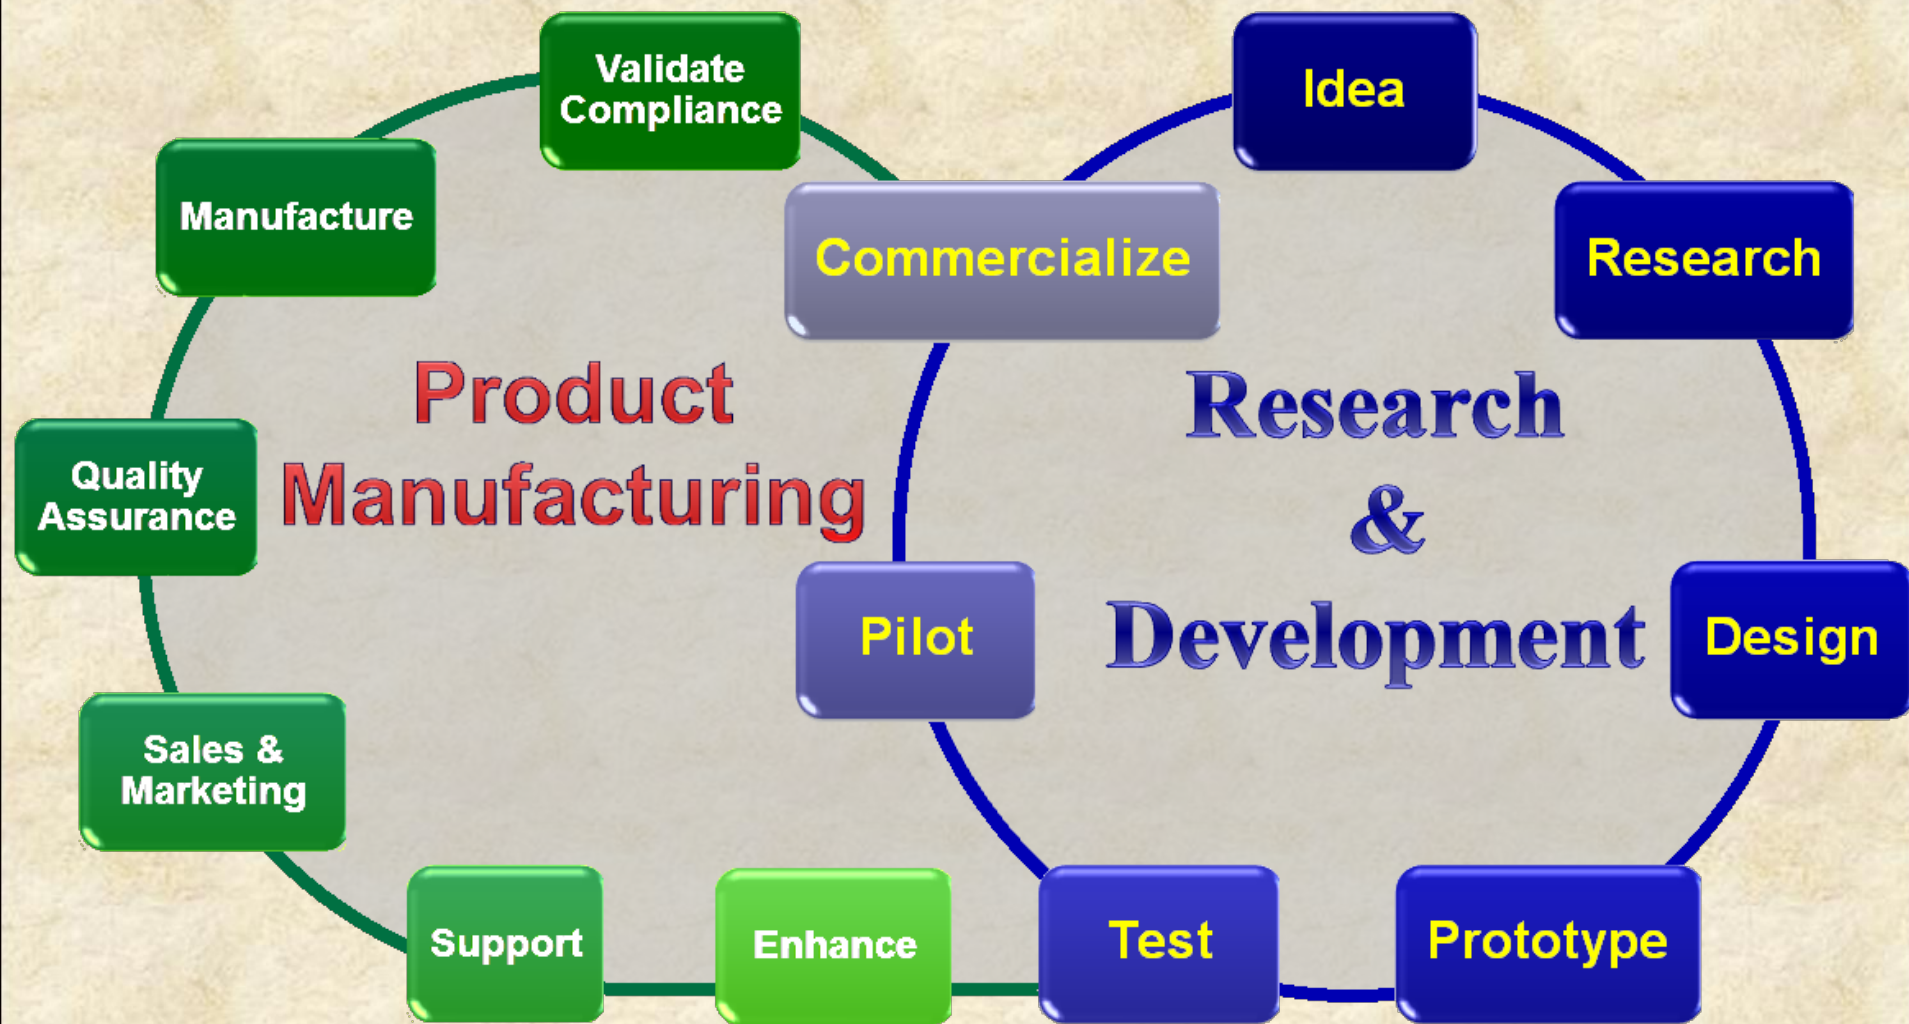 Validate
Compliance
Idea
Manufacture
Commercialize
Research
Product
Manufacturing
Research
&
Development
Quality
Assurance
Pilot
Design
Sales &
Marketing
Support
Enhance
Test
Prototype